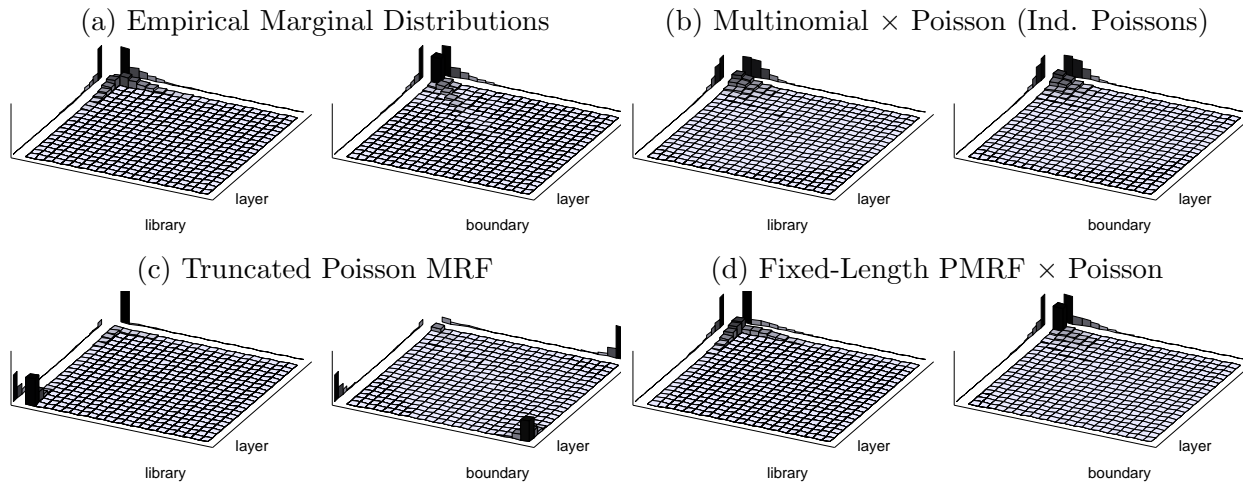 (a) Empirical Marginal Distributions
(b) Multinomial × Poisson (Ind. Poissons)
layer
library
layer
boundary
layer
library
layer
boundary
(c) Truncated Poisson MRF
(d) Fixed-Length PMRF × Poisson
layer
library
layer
boundary
layer
library
layer
boundary